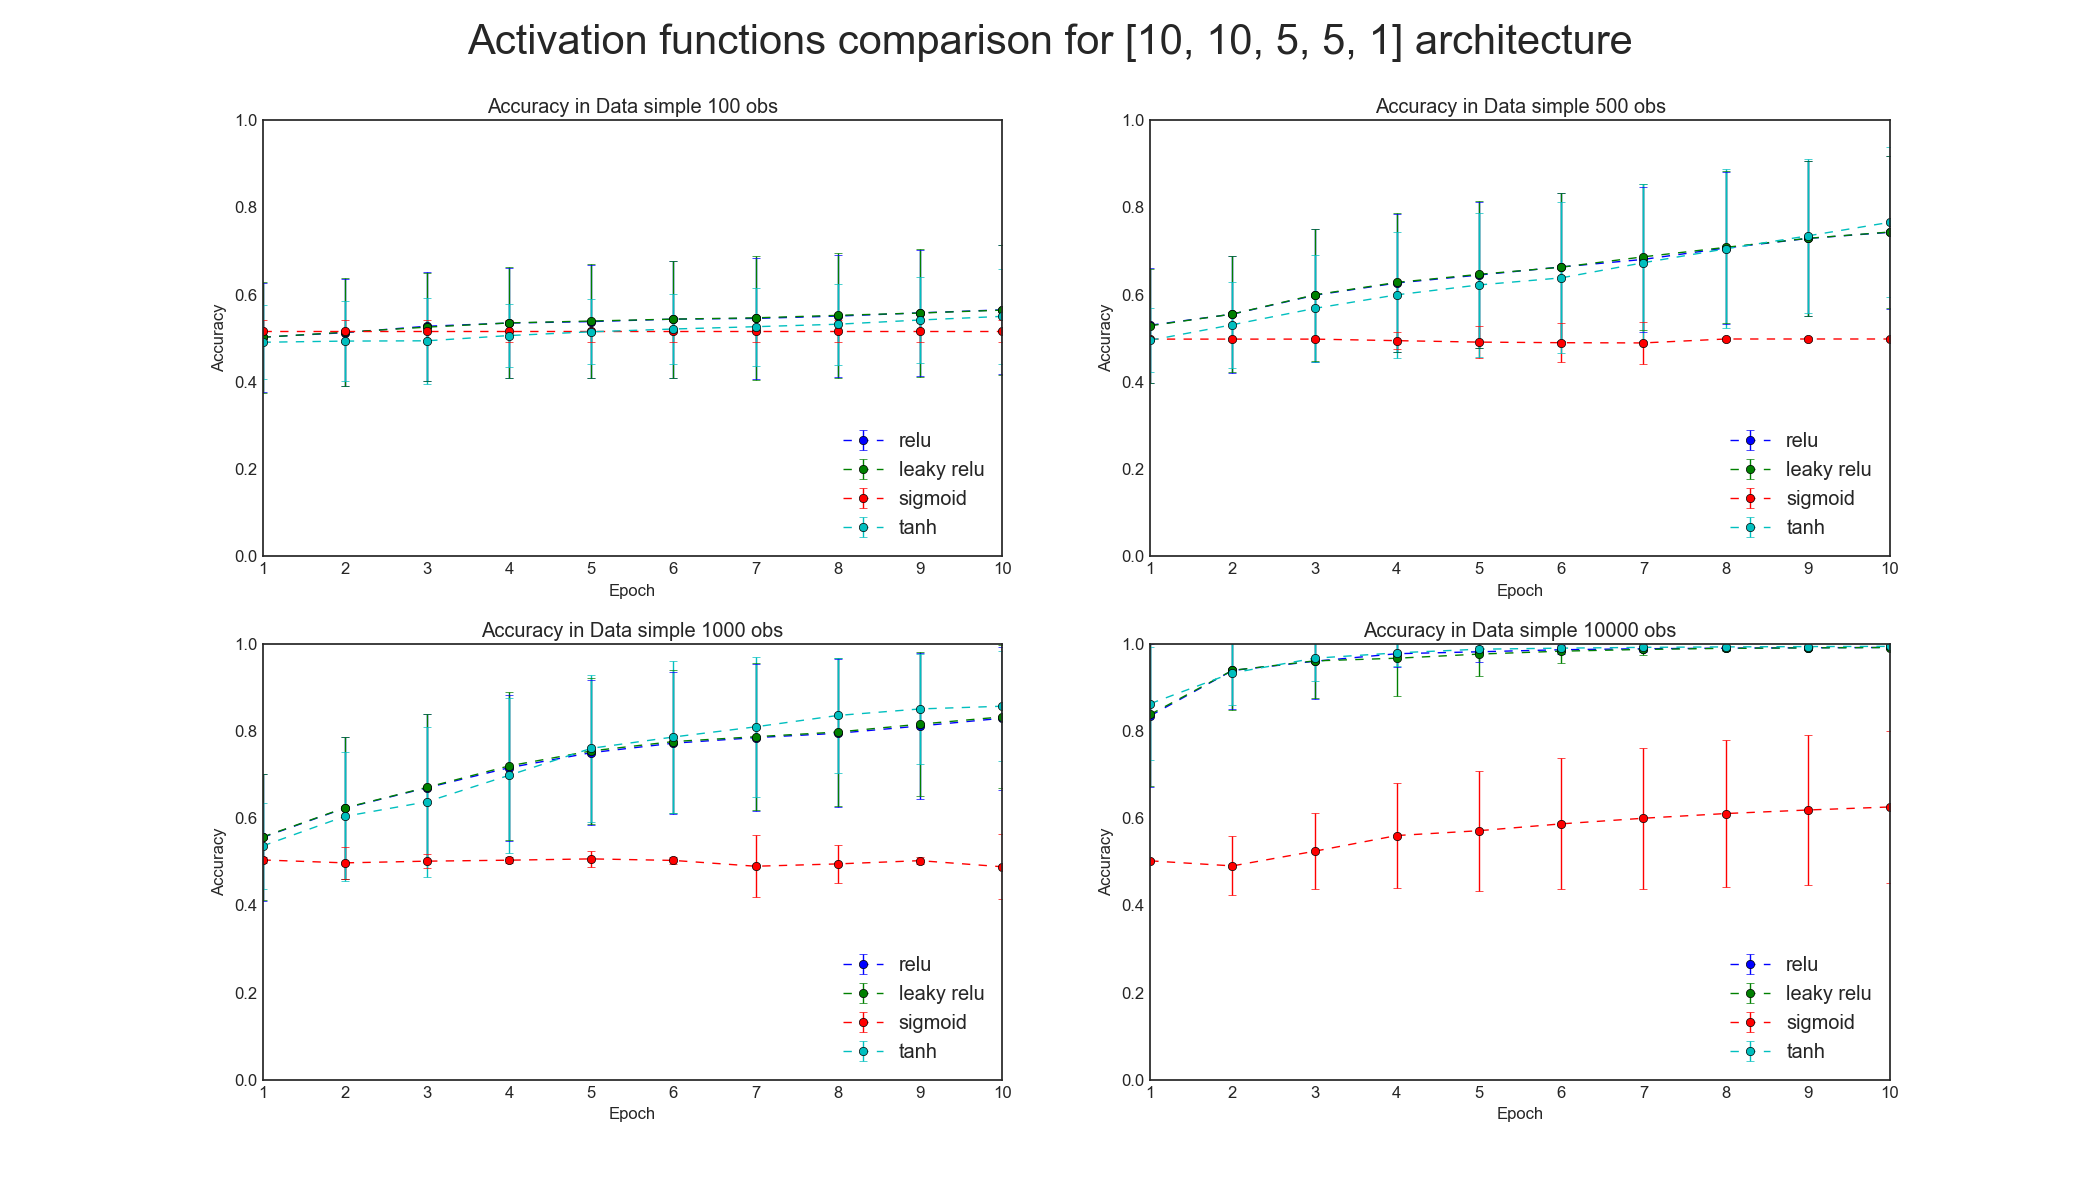 Activation functions comparison for [10, 10, 5, 5, 1] architecture
Accuracy in Data simple 100 obs
1.0
0.8
0.6
0.4
0.2
0.0
Accuracy
1 2 3 4 5 6 7 8 9 10
Epoch
relu
leaky relu
sigmoid
tanh
Accuracy in Data simple 500 obs
1.0
0.8
0.6
0.4
0.2
0.0
Accuracy
1 2 3 4 5 6 7 8 9 10
Epoch
relu
leaky relu
sigmoid
tanh
Accuracy in Data simple 1000 obs
1.0
0.8
0.6
0.4
0.2
0.0
Accuracy
1 2 3 4 5 6 7 8 9 10
Epoch
relu
leaky relu
sigmoid
tanh
Accuracy in Data simple 10000 obs
1.0
0.8
0.6
0.4
0.2
0.0
Accuracy
1 2 3 4 5 6 7 8 9 10
Epoch
relu
leaky relu
sigmoid
tanh